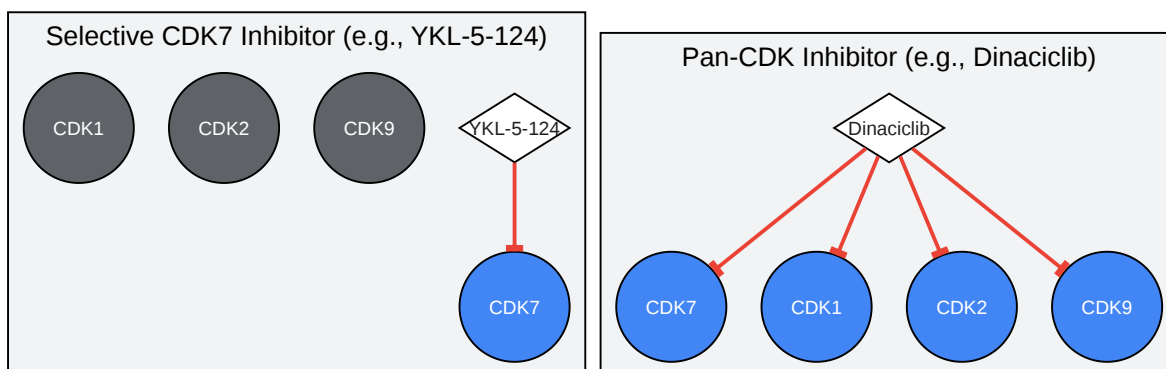 Selective CDK7 Inhibitor (e.g., YKL-5-124)
CDK1
CDK2
CDK9
YKL-5-124
CDK7
Pan-CDK Inhibitor (e.g., Dinaciclib)
Dinaciclib
CDK7
CDK1
CDK2
CDK9